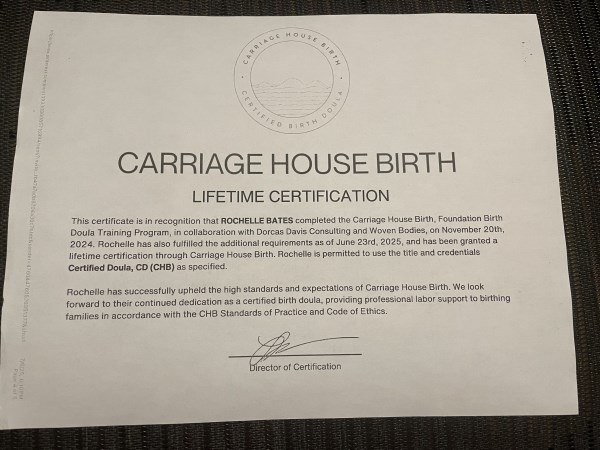 CARRIAGE HOUSE BIRTH
CERTIFIED BIRTH DOULA
CARRIAGE HOUSE BIRTH
LIFETIME CERTIFICATION
This certificate is in recognition that ROCHELLE BATES completed the Carriage House Birth, Foundation Birth
Doula Training Program, in collaboration with Dorcas Davis Consulting and Woven Bodies, on November 20th,
2024. Rochelle has also fulfilled the additional requirements as of June 23rd, 2025, and has been granted a
lifetime certification through Carriage House Birth. Rochelle is permitted to use the title and credentials
Certified Doula, CD (CHB) as specified.
Rochelle has successfully upheld the high standards and expectations of Carriage House Birth. We look
forward to their continued dedication as a certified birth doula, providing professional labor support to birthing
families in accordance with the CHB Standards of Practice and Code of Ethics.
Director of Certification